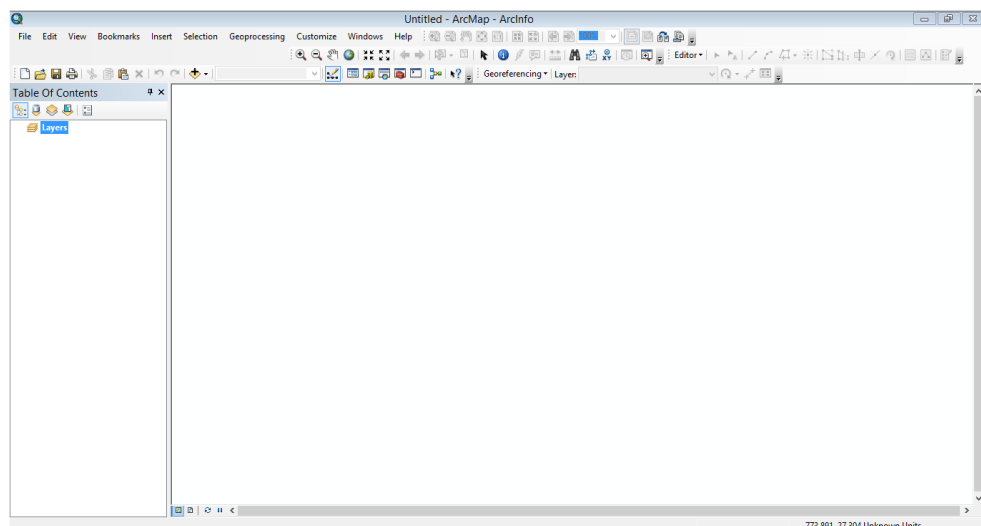 Untitled - ArcMap - ArcInfo
File Edit View Bookmarks Insert Selection Geoprocessing Customize Windows Help 100%
Editor
Georeferencing Layer:
Table Of Contents
Layers
773.891 27.304 Unknown Units